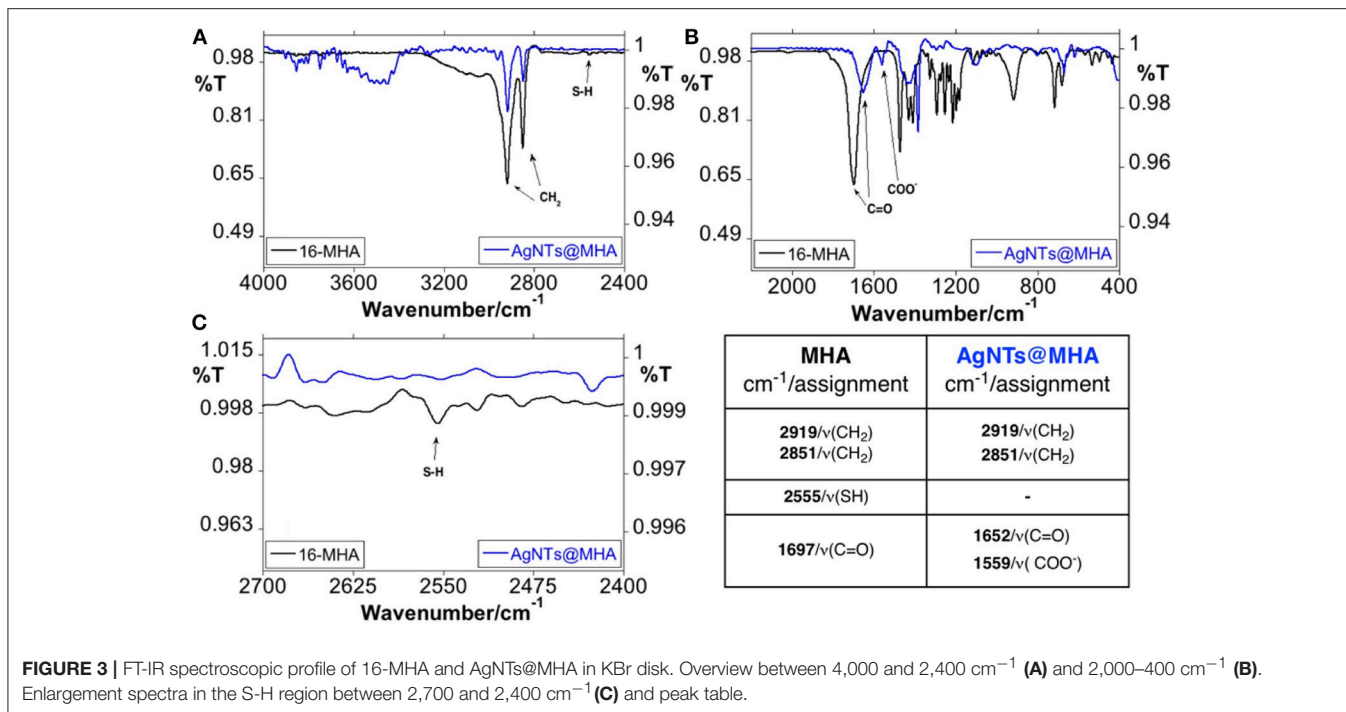 A
0.98
%T
0.81
0.65
0.49
1
%T
0.98
0.96
0.94
S-H
CH₂
16-MHA
AgNTs@MHA
4000 3600 3200 2800 2400
Wavenumber/cm⁻¹
B
0.98
%T
0.81
0.65
0.49
1
%T
0.98
0.96
0.94
COO⁻
C=O
16-MHA
AgNTs@MHA
2000 1600 1200 800 400
Wavenumber/cm⁻¹
C
1.015
%T
0.998
0.98
0.963
1
%T
0.999
0.997
0.996
S-H
16-MHA
AgNTs@MHA
2700 2625 2550 2475 2400
Wavenumber/cm⁻¹
MHA AgNTs@MHA
cm⁻¹/assignment cm⁻¹/assignment
2919/ν(CH₂) 2919/ν(CH₂)
2851/ν(CH₂) 2851/ν(CH₂)
2555/ν(SH) -
1697/ν(C=O) 1652/ν(C=O)
1559/ν( COO⁻)
FIGURE 3 | FT-IR spectroscopic profile of 16-MHA and AgNTs@MHA in KBr disk. Overview between 4,000 and 2,400 cm⁻¹ (A) and 2,000–400 cm⁻¹ (B).
Enlargement spectra in the S-H region between 2,700 and 2,400 cm⁻¹(C) and peak table.